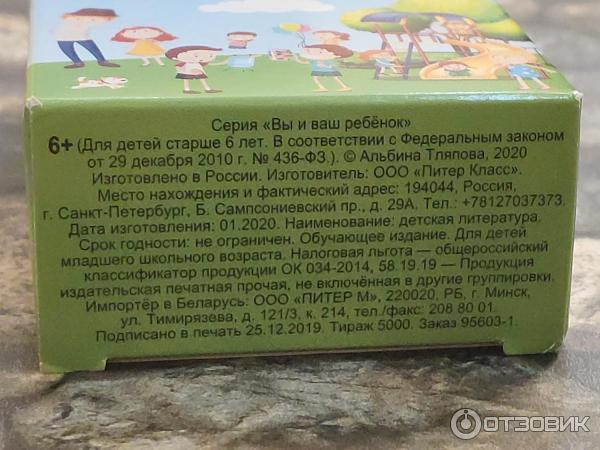 Серия «Вы и ваш ребёнок»
6+ (Для детей старше 6 лет. В соответствии с Федеральным законом
от 29 декабря 2010 г. № 436-ФЗ.). © Альбина Тляпова, 2020
Изготовлено в России. Изготовитель: ООО «Питер Класс».
Место нахождения и фактический адрес: 194044, Россия,
г. Санкт-Петербург, Б. Сампсониевский пр., д. 29А. Тел.: +78127037373.
Дата изготовления: 01.2020. Наименование: детская литература.
Срок годности: не ограничен. Обучающее издание. Для детей
младшего школьного возраста. Налоговая льгота — общероссийский
классификатор продукции ОК 034-2014, 58.19.19 — Продукция
издательская печатная прочая, не включённая в другие группировки.
Импортёр в Беларусь: ООО «ПИТЕР М», 220020, РБ, г. Минск,
ул. Тимирязева, д. 121/3, к. 214, тел./факс: 208 80 01.
Подписано в печать 25.12.2019. Тираж 5000. Заказ 95603-1.
ОТЗОВИК